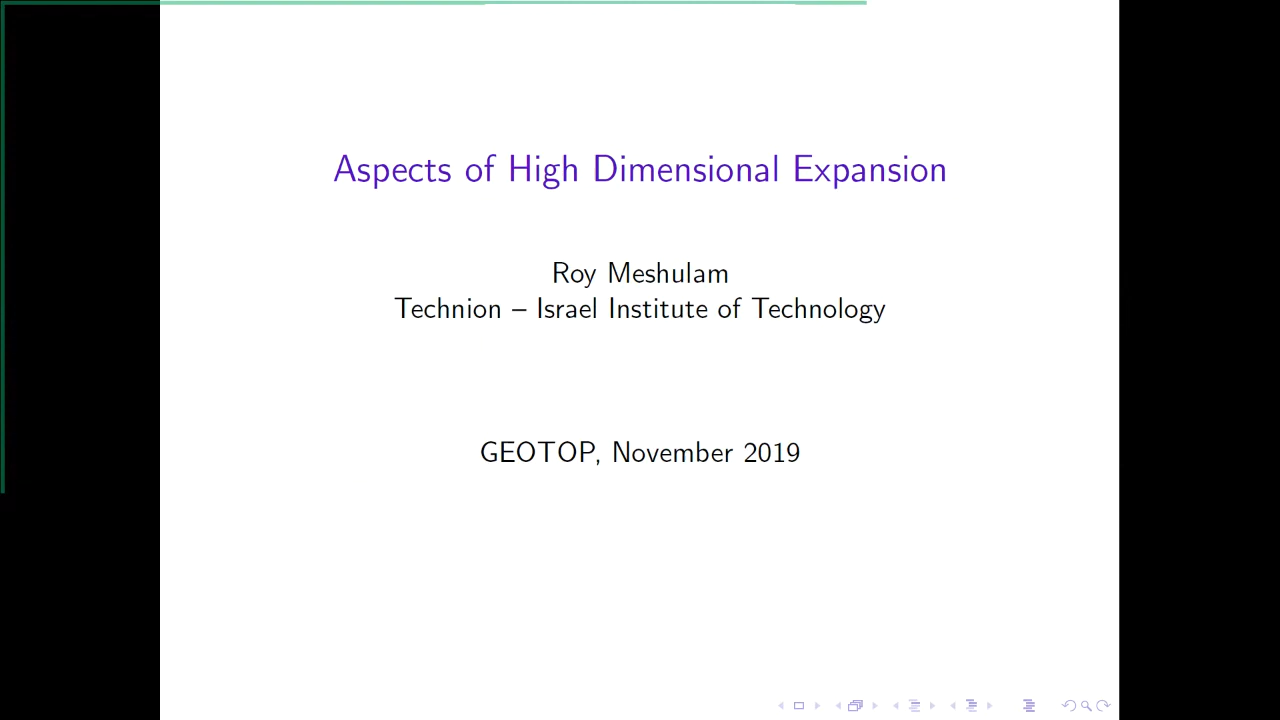 Aspects of High Dimensional Expansion
Roy Meshulam
Technion – Israel Institute of Technology
GEOTOP, November 2019